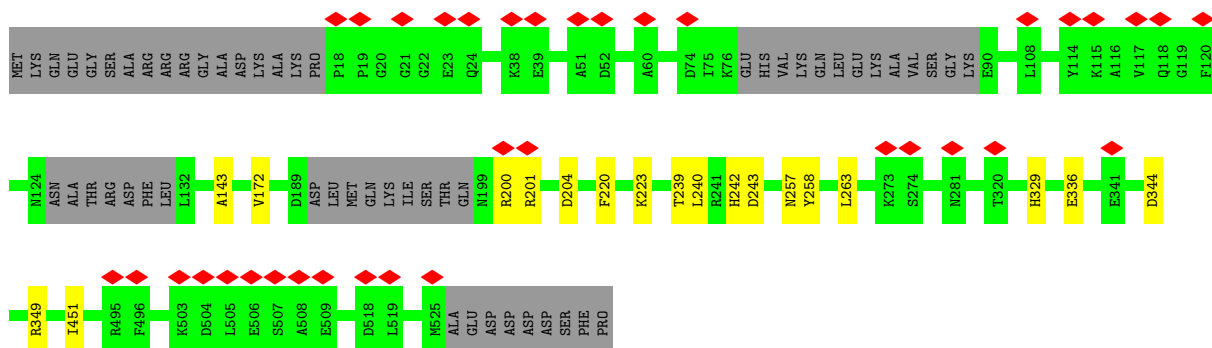 MET LYS GLN GLU GLY SER ALA ARG ARG ARG GLY ALA ASP LYS ALA LYS PRO P18 P19 G20 G21 G22 E23 Q24 K38 E39 A51 D52 A60 D74 I75 K76 GLU HIS VAL LYS GLN LEU GLU LYS ALA VAL SER GLY LYS E90 L108 Y114 K115 A116 V117 Q118 G119 F120
N124 ASN ALA THR ARG ASP PHE LEU L132 A143 V172 D189 ASP LEU MET GLN LYS ILE SER THR GLN N199 R200 R201 D204 F220 K223 T239 L240 R241 H242 D243 N257 Y258 L263 K273 S274 N281 T320 H329 E336 E341 D344
R349 I451 R495 F496 K503 D504 L505 E506 S507 A508 E509 D518 L519 M525 ALA GLU ASP ASP ASP ASP SER PHE PRO